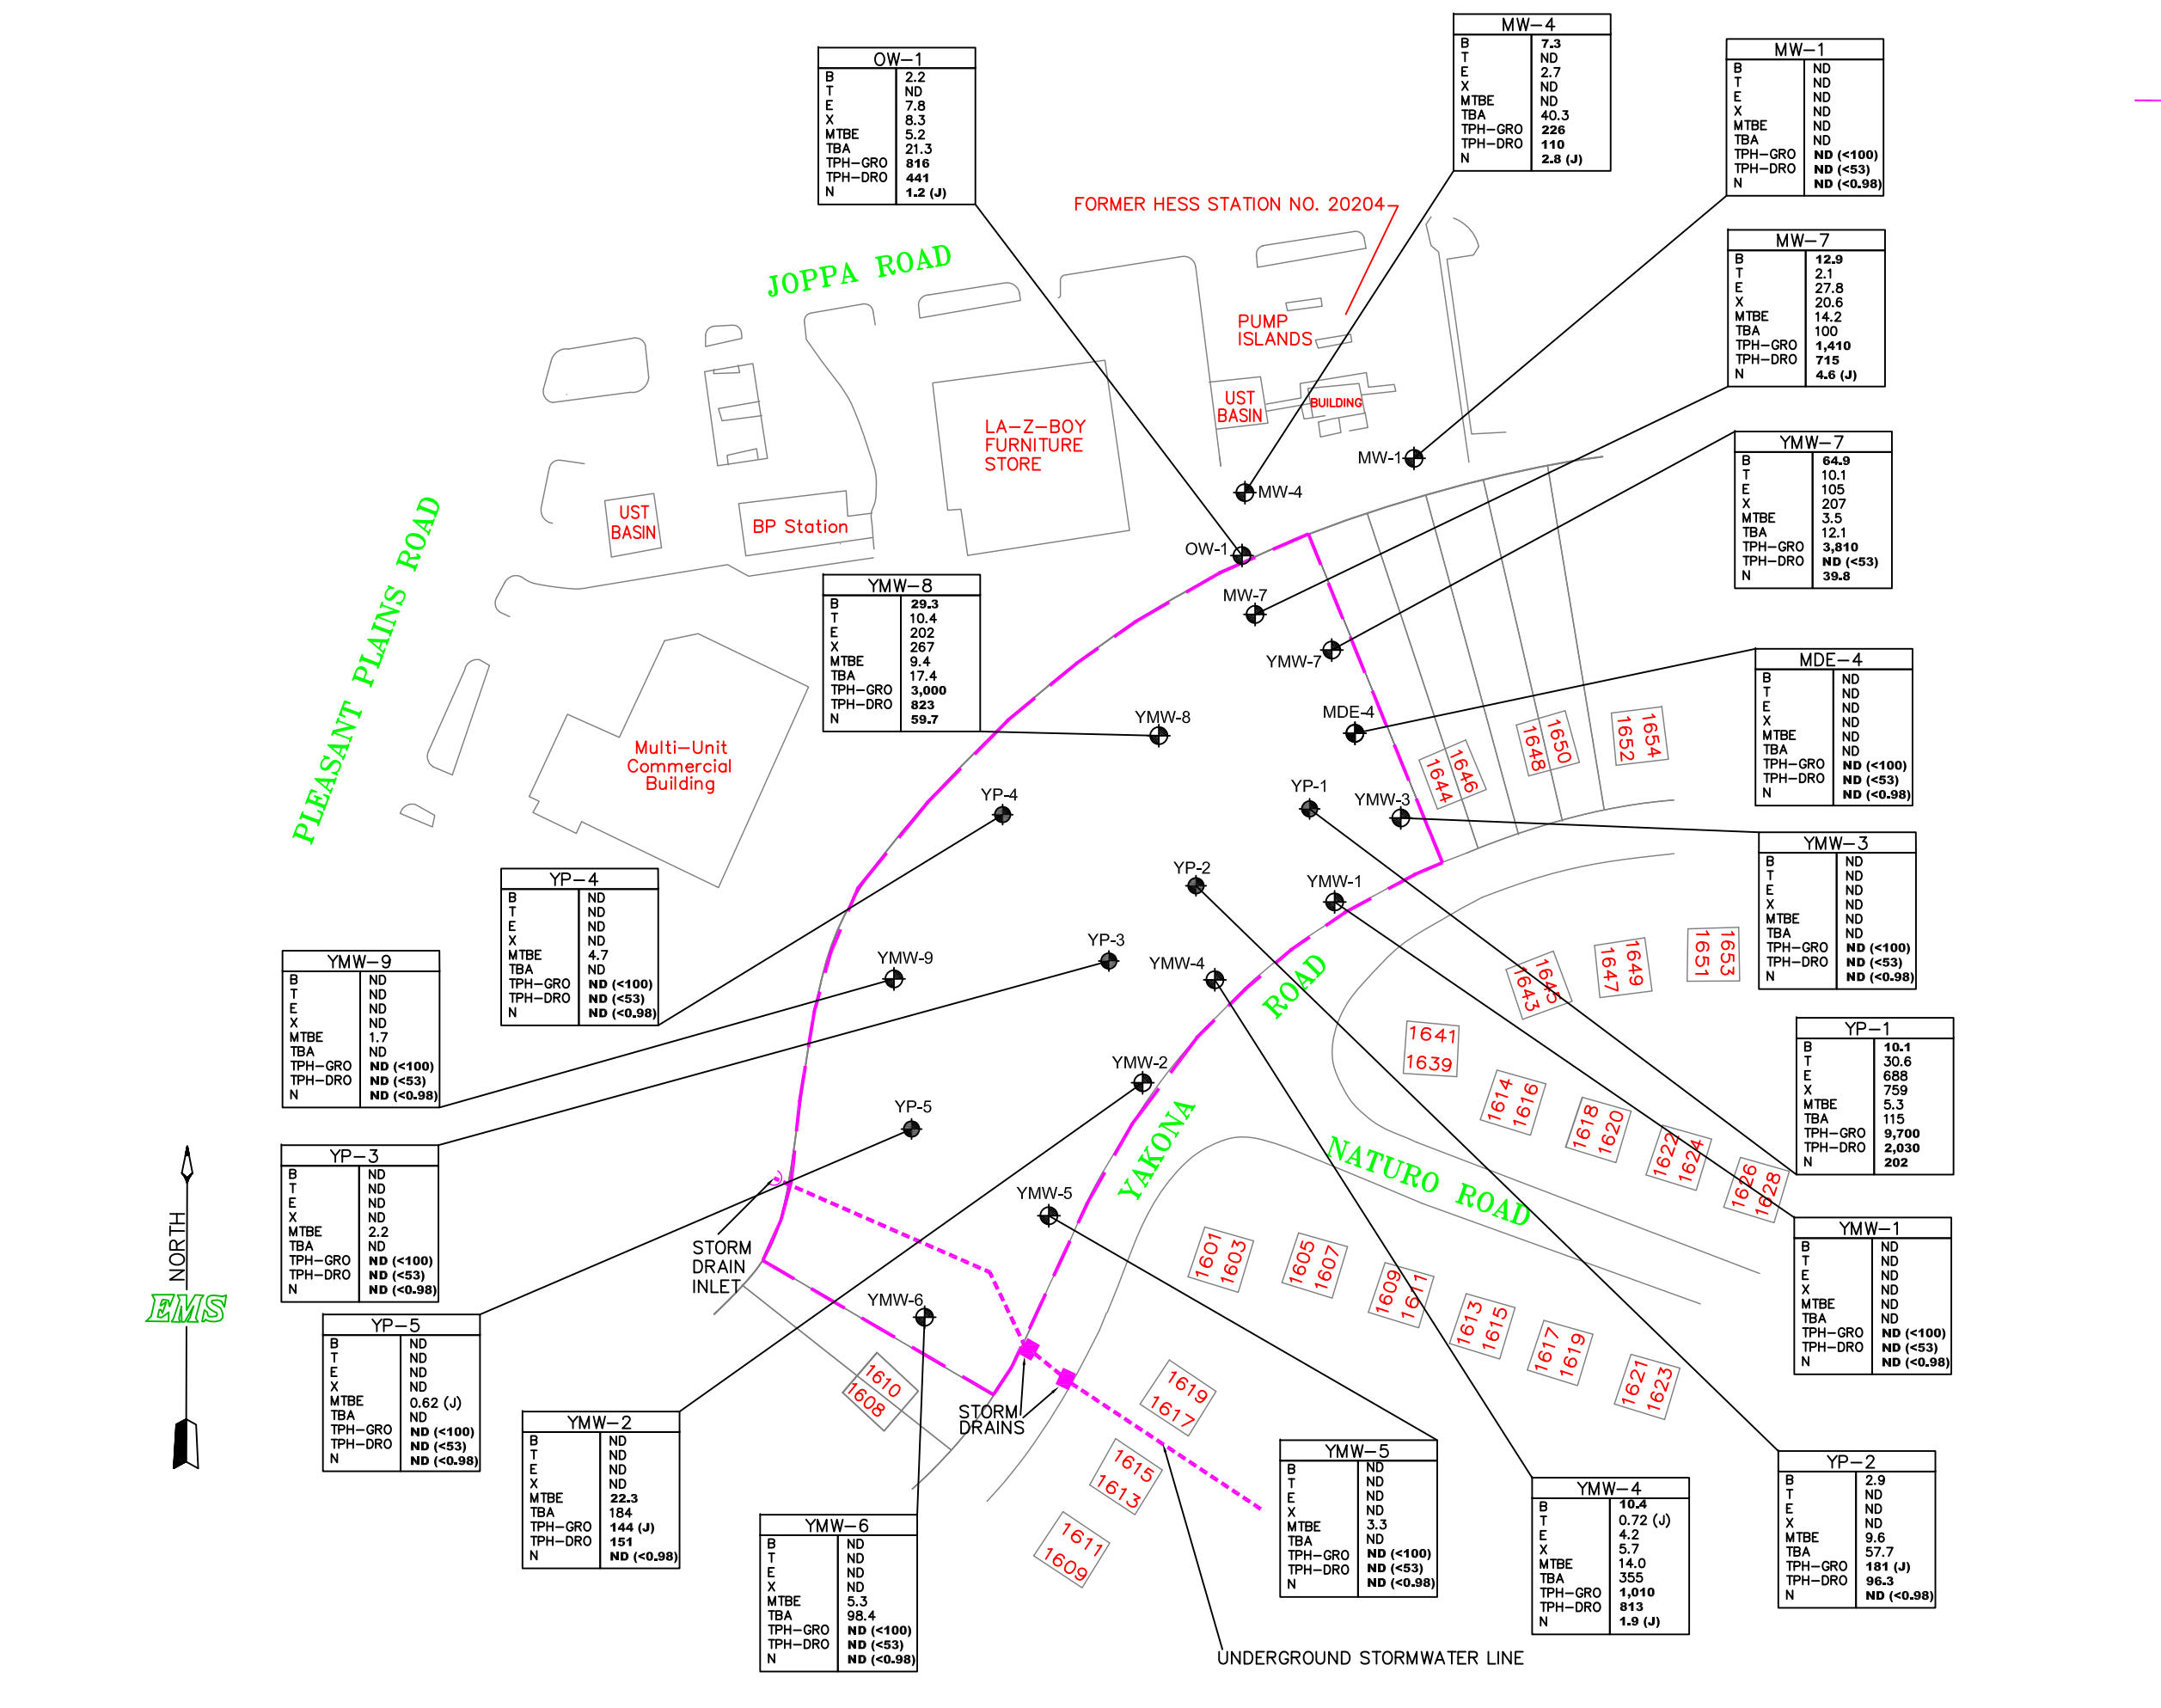 OW-1
B 2.2
T ND
E 7.8
X 8.3
MTBE 5.2
TBA 21.3
TPH-GRO 816
TPH-DRO 441
N 1.2 (J)
MW-4
B 7.3
T ND
E 2.7
X ND
MTBE ND
TBA 40.3
TPH-GRO 226
TPH-DRO 110
N 2.8 (J)
MW-1
B ND
T ND
E ND
X ND
MTBE ND
TBA ND
TPH-GRO ND (<100)
TPH-DRO ND (<53)
N ND (<0.98)
MW-7
B 12.9
T 2.1
E 27.8
X 20.6
MTBE 14.2
TBA 100
TPH-GRO 1,410
TPH-DRO 715
N 4.6 (J)
YMW-7
B 64.9
T 10.1
E 105
X 207
MTBE 3.5
TBA 12.1
TPH-GRO 3,810
TPH-DRO ND (<53)
N 39.8
FORMER HESS STATION NO. 20204
JOPPA ROAD
PUMP
ISLANDS
UST
BASIN
BUILDING
LA-Z-BOY
FURNITURE
STORE
UST
BASIN
BP Station
PLEASANT PLAINS ROAD
Multi-Unit
Commercial
Building
MW-1
MW-4
OW-1
MW-7
YMW-7
YMW-8
MDE-4
YP-4
YP-1
YMW-3
YP-2
YMW-1
YP-3
YMW-9
YMW-4
YMW-2
YP-5
YMW-5
YMW-6
YMW-8
B 29.3
T 10.4
E 202
X 267
MTBE 9.4
TBA 17.4
TPH-GRO 3,000
TPH-DRO 823
N 59.7
MDE-4
B ND
T ND
E ND
X ND
MTBE ND
TBA ND
TPH-GRO ND (<100)
TPH-DRO ND (<53)
N ND (<0.98)
YMW-3
B ND
T ND
E ND
X ND
MTBE ND
TBA ND
TPH-GRO ND (<100)
TPH-DRO ND (<53)
N ND (<0.98)
YP-4
B ND
T ND
E ND
X ND
MTBE 4.7
TBA ND
TPH-GRO ND (<100)
TPH-DRO ND (<53)
N ND (<0.98)
YMW-9
B ND
T ND
E ND
X ND
MTBE 1.7
TBA ND
TPH-GRO ND (<100)
TPH-DRO ND (<53)
N ND (<0.98)
YP-1
B 10.1
T 30.6
E 688
X 759
MTBE 5.3
TBA 115
TPH-GRO 9,700
TPH-DRO 2,030
N 202
YP-3
B ND
T ND
E ND
X ND
MTBE 2.2
TBA ND
TPH-GRO ND (<100)
TPH-DRO ND (<53)
N ND (<0.98)
YMW-1
B ND
T ND
E ND
X ND
MTBE ND
TBA ND
TPH-GRO ND (<100)
TPH-DRO ND (<53)
N ND (<0.98)
YP-5
B ND
T ND
E ND
X ND
MTBE 0.62 (J)
TBA ND
TPH-GRO ND (<100)
TPH-DRO ND (<53)
N ND (<0.98)
YMW-2
B ND
T ND
E ND
X ND
MTBE 22.3
TBA 184
TPH-GRO 144 (J)
TPH-DRO 151
N ND (<0.98)
YMW-6
B ND
T ND
E ND
X ND
MTBE 5.3
TBA 98.4
TPH-GRO ND (<100)
TPH-DRO ND (<53)
N ND (<0.98)
YMW-5
B ND
T ND
E ND
X ND
MTBE 3.3
TBA ND
TPH-GRO ND (<100)
TPH-DRO ND (<53)
N ND (<0.98)
YMW-4
B 10.4
T 0.72 (J)
E 4.2
X 5.7
MTBE 14.0
TBA 355
TPH-GRO 1,010
TPH-DRO 813
N 1.9 (J)
YP-2
B 2.9
T ND
E ND
X ND
MTBE 9.6
TBA 57.7
TPH-GRO 181 (J)
TPH-DRO 96.3
N ND (<0.98)
1644
1646
1648
1650
1652
1654
1643
1645
1647
1649
1651
1653
1641
1639
1614
1616
1618
1620
1622
1624
1626
1628
YAKONA ROAD
NATURO ROAD
1601
1603
1605
1607
1609
1611
1613
1615
1617
1619
1621
1623
1610
1608
1619
1617
1615
1613
1611
1609
STORM
DRAIN
INLET
STORM
DRAINS
UNDERGROUND STORMWATER LINE
NORTH
EMS